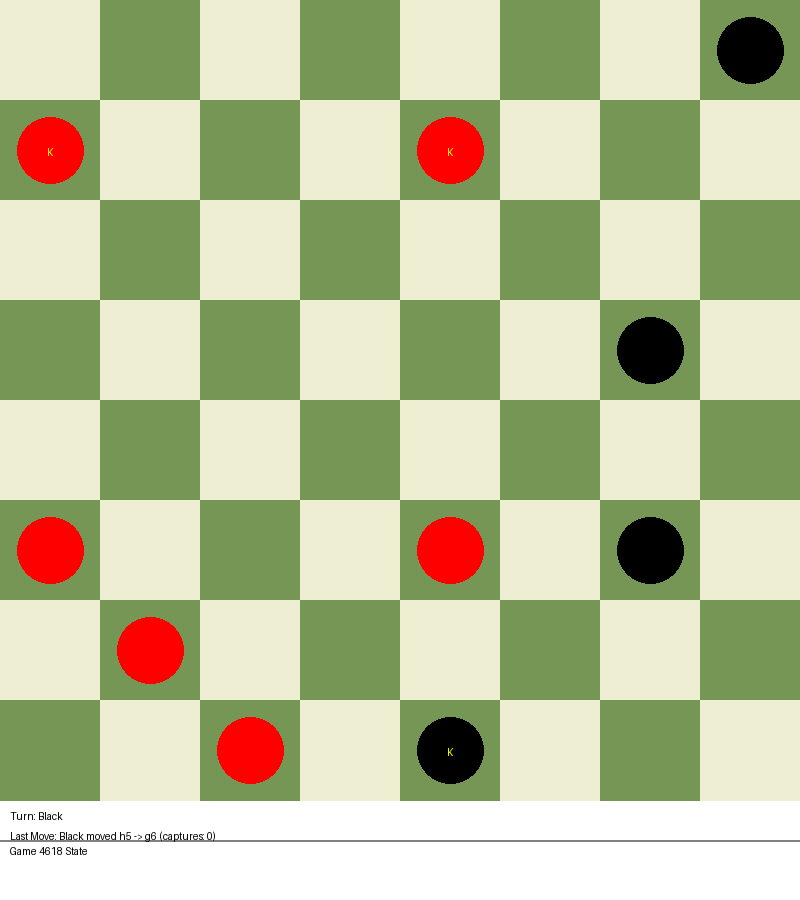 K
K
K
Turn: Black
Last Move: Black moved h5 -> g6 (captures: 0)
Game 4618 State